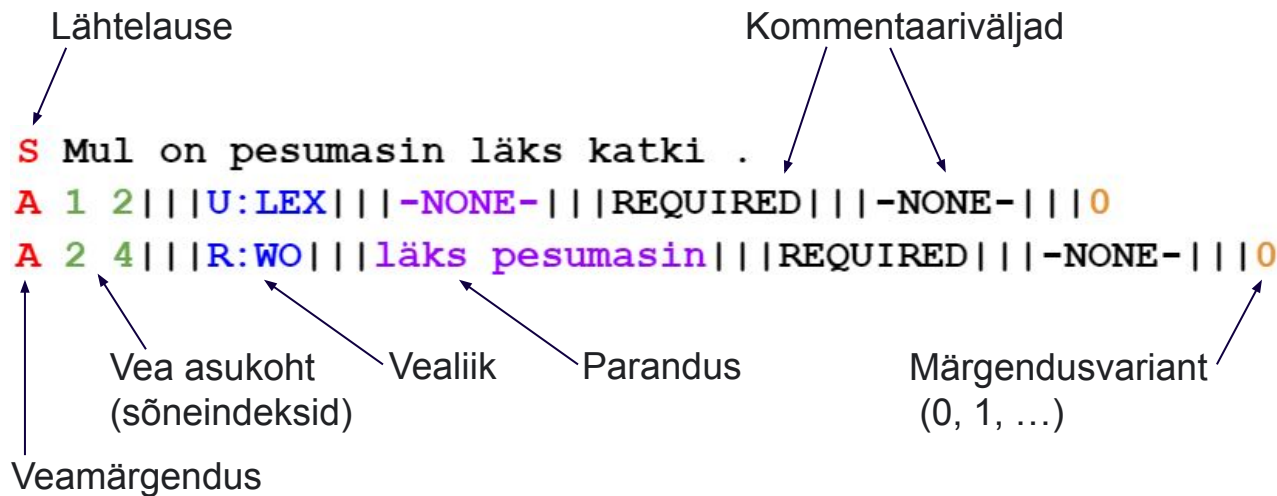 Lähtelause Kommentaariväljad
S Mul on pesumasin läks katki .
A 1 2|||U:LEX|||-NONE-|||REQUIRED|||-NONE-|||0
A 2 4|||R:WO|||läks pesumasin|||REQUIRED|||-NONE-|||0
Vea asukoht Vealiik Parandus Märgendusvariant
(sõneindeksid) (0, 1, …)
Veamärgendus